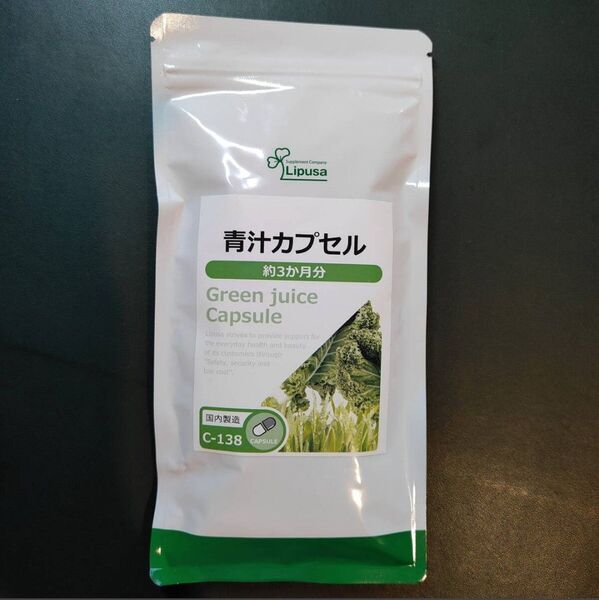 Supplement Company
Lipusa
青汁カプセル
約3か月分
Green juice
Capsule
Lipusa strives to provide support for
the everyday health and beauty
of its customers through
"Safety, security and
low cost".
国内製造
C-138
CAPSULE